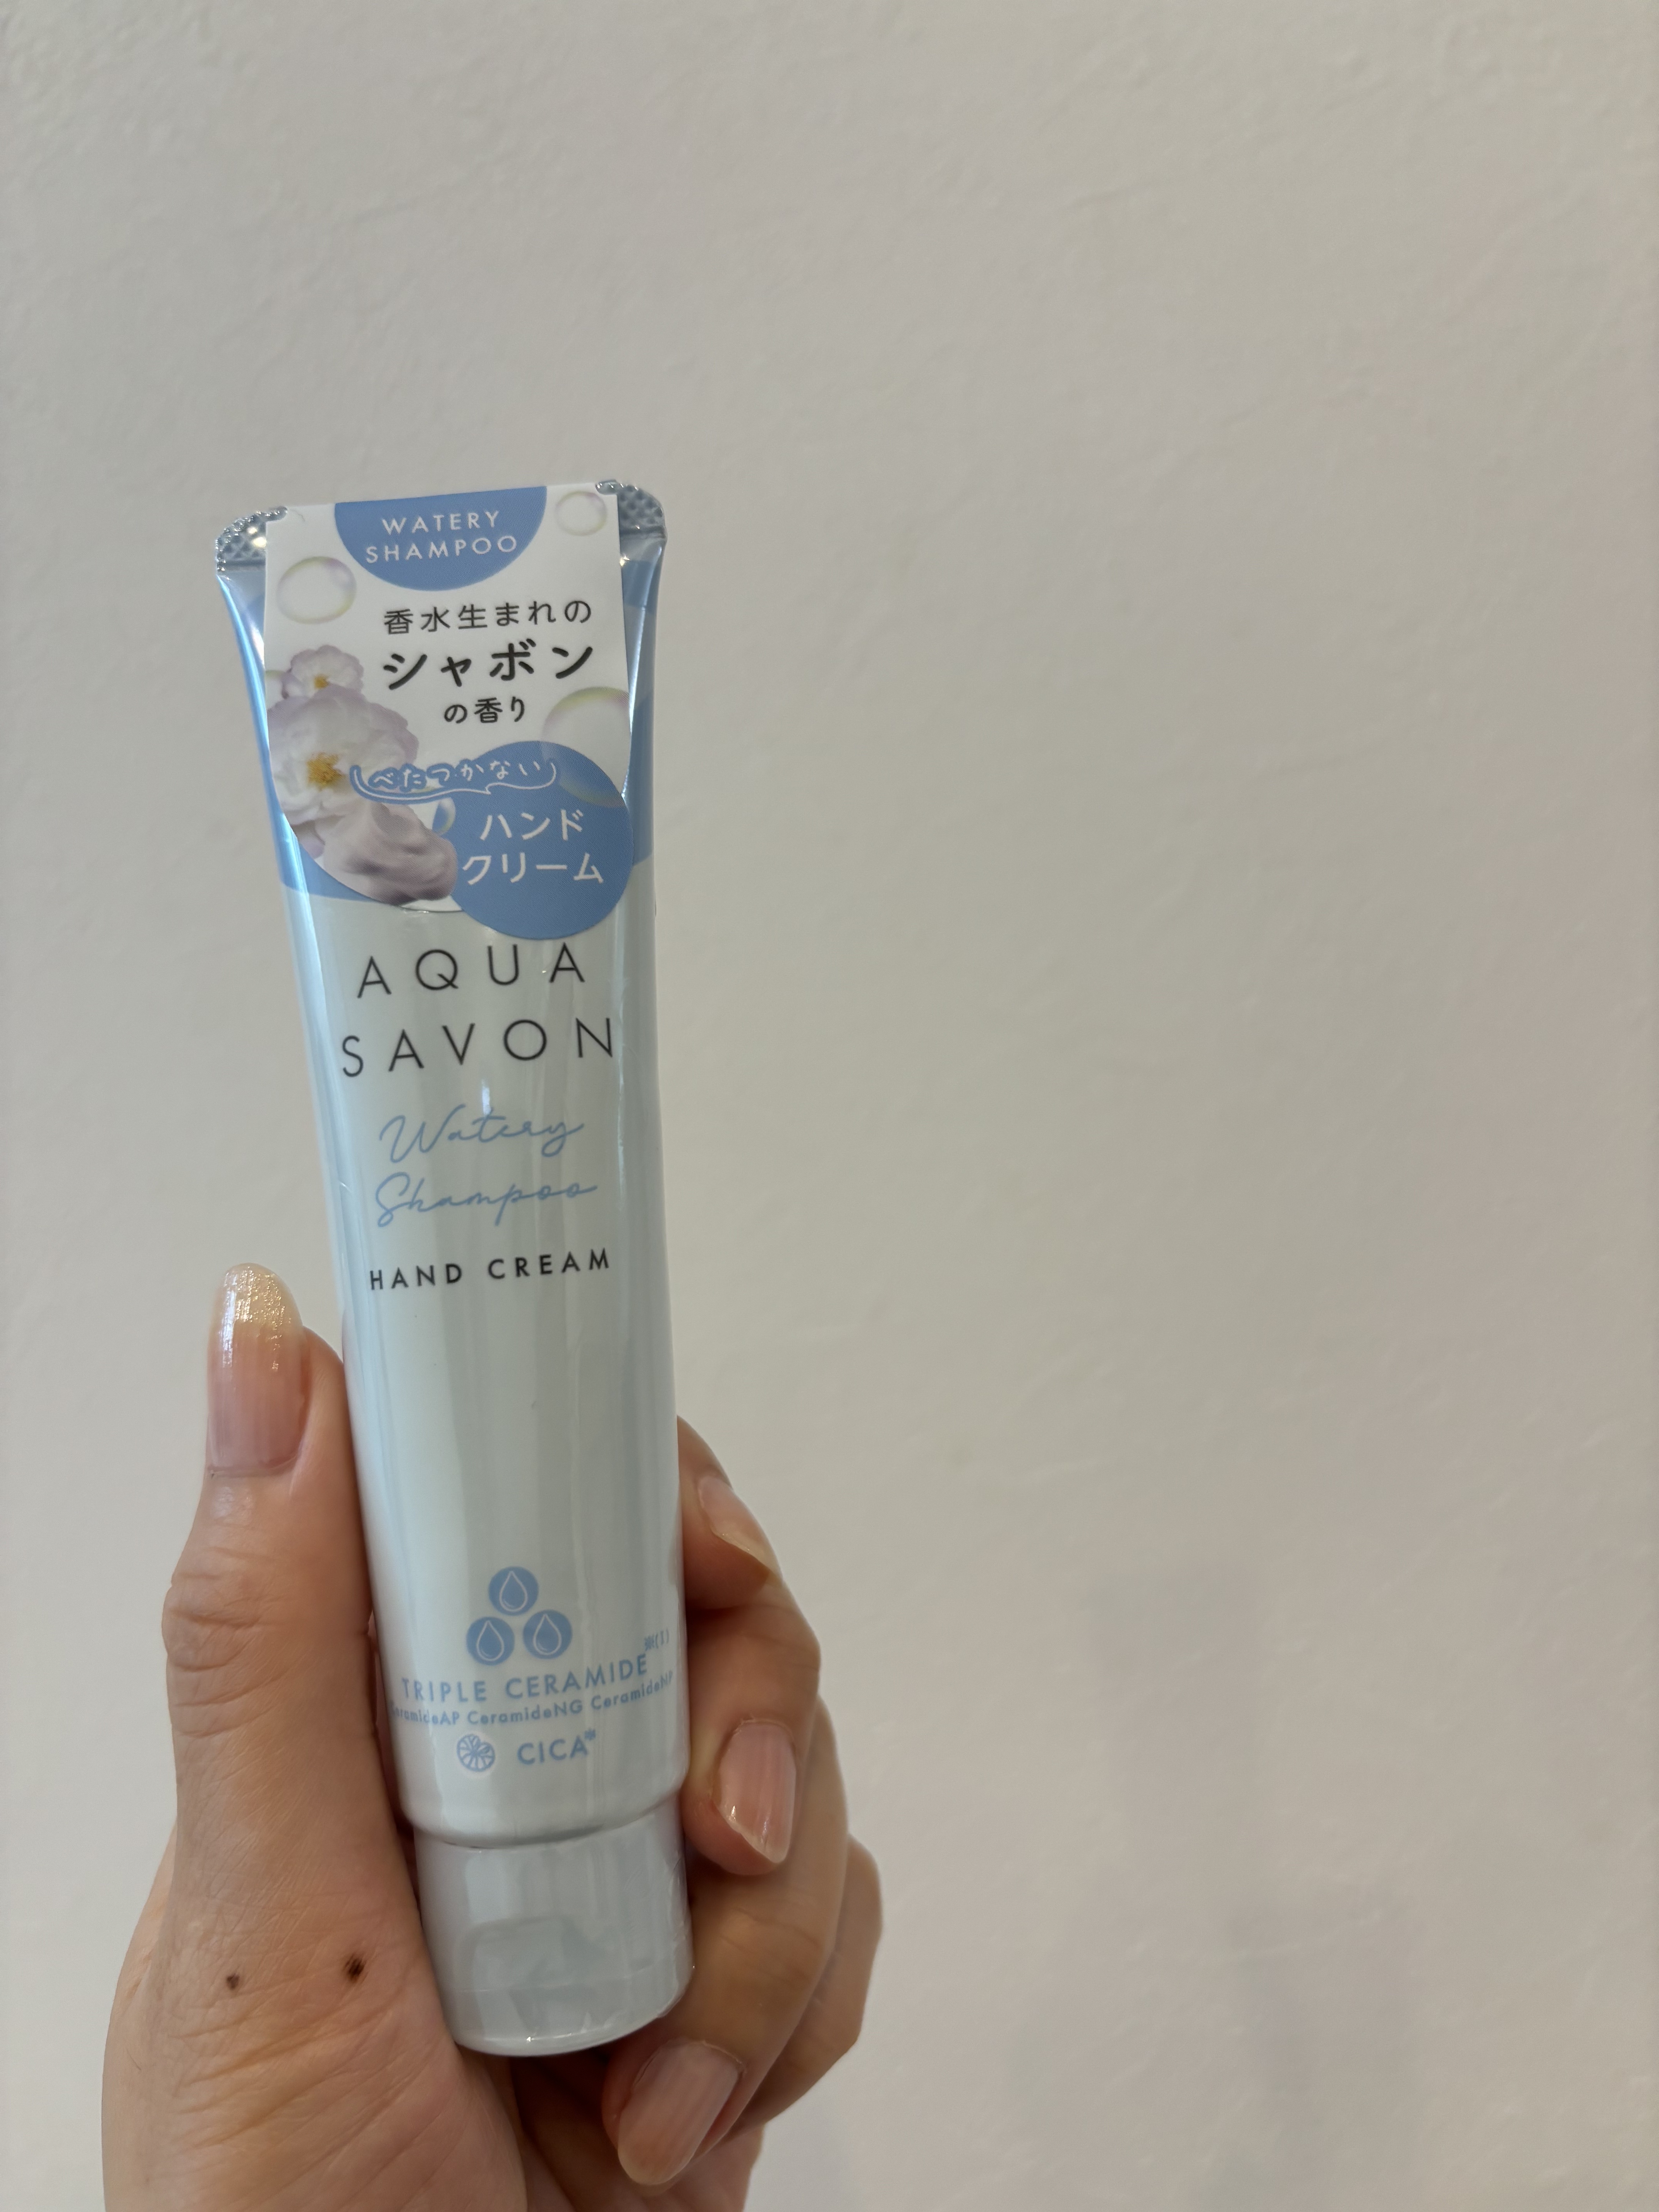 WATERY
SHAMPOO
香水生まれの
シャボン
の香り
べたつかない
ハンド
クリーム
AQUA
SAVON
Watery
Shampoo
HAND CREAM
TRIPLE CERAMIDE ※(1)
CeramideAP CeramideNG CeramideNP
CICA